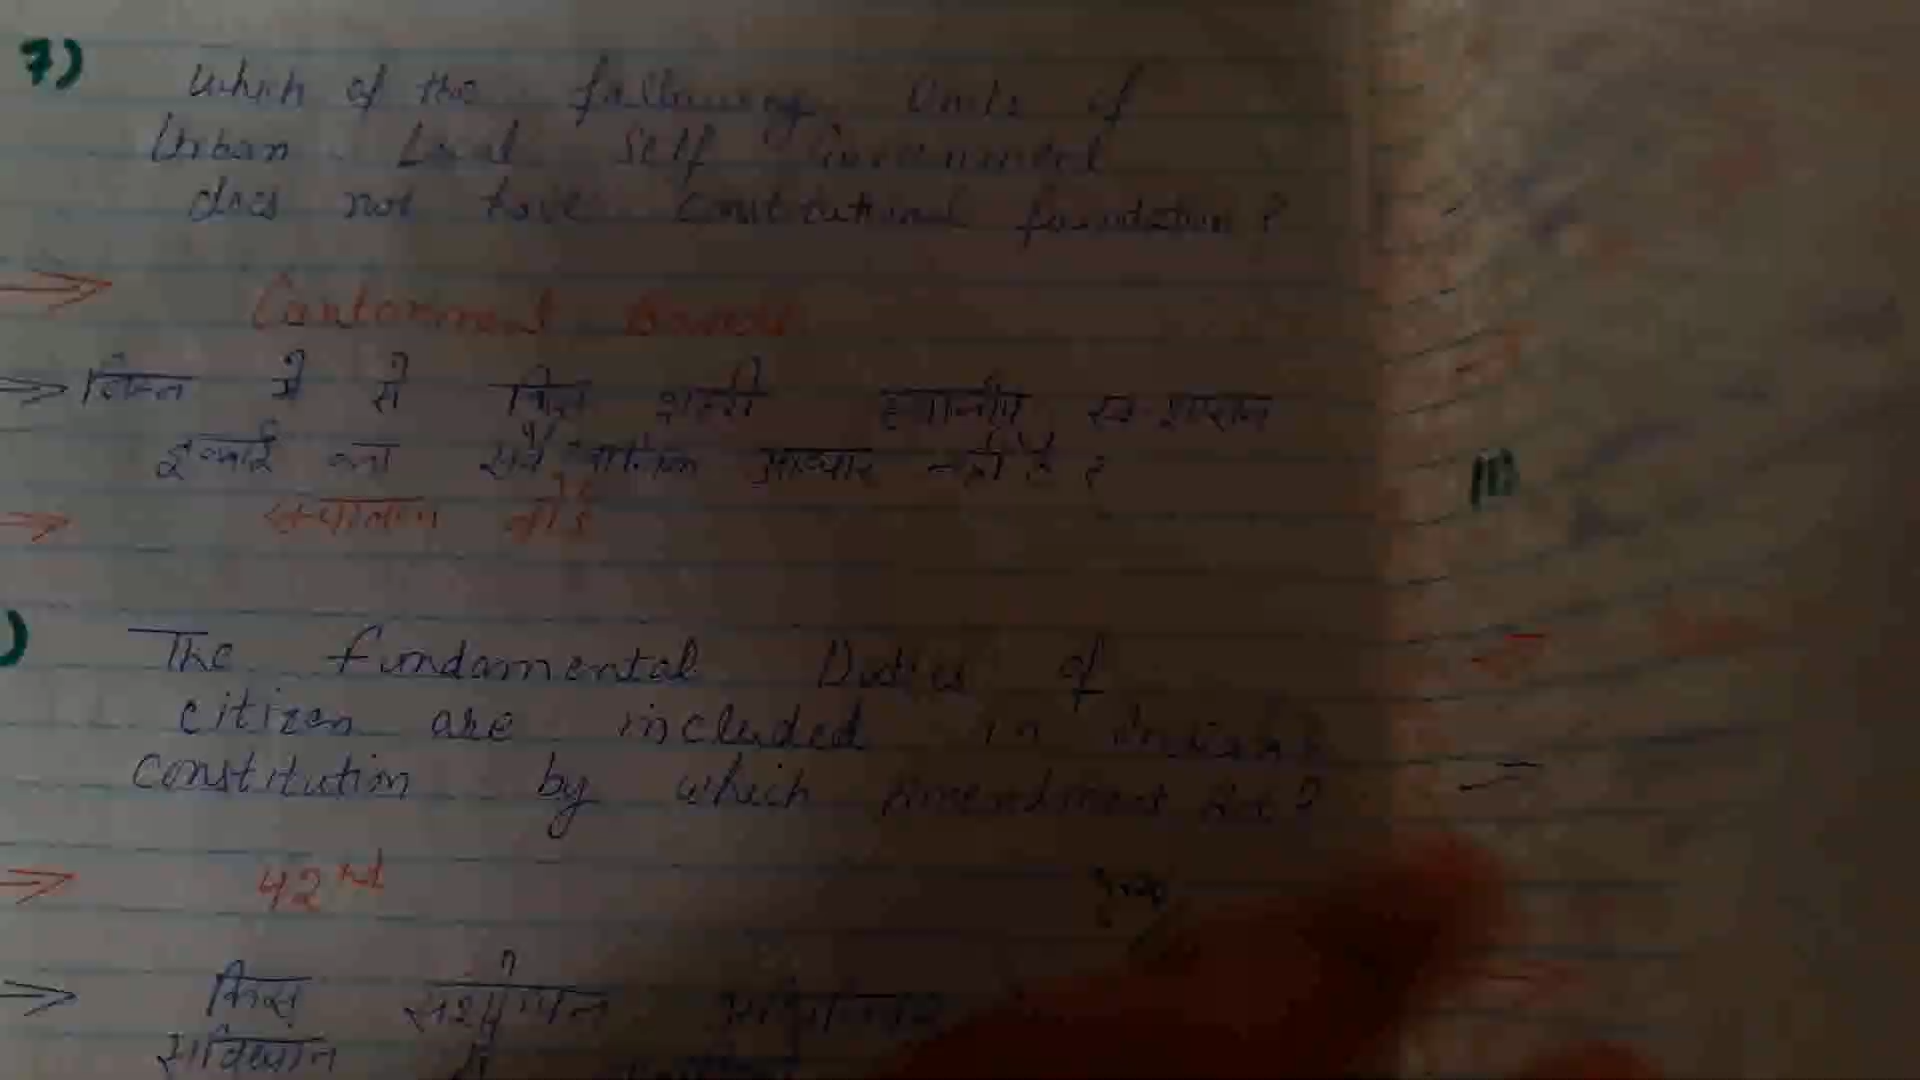 7)
Which of the following Units of
Urban Local Self Government
does not have constitutional foundation?
Cantonment Boards
निम्न में से किस शहरी स्थानीय स्व-शासन
इकाई का संवैधानिक आधार नहीं है ?
बोर्ड
)
The fundamental Duties of
citizen are included in Indian
constitution by which Amendment Act?
42nd
किस संशोधन
संविधान में